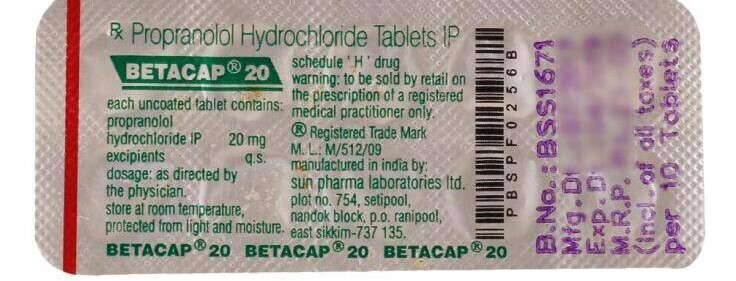 ℞ Propranolol Hydrochloride Tablets IP
BETACAP® 20
each uncoated tablet contains:
propranolol
hydrochloride IP 20 mg
excipients q.s.
dosage: as directed by
the physician.
store at room temperature,
protected from light and moisture.
schedule 'H' drug
warning: to be sold by retail on
the prescription of a registered
medical practitioner only.
® Registered Trade Mark
M. L.: M/512/09
manufactured in india by:
sun pharma laboratories ltd.
plot no. 754, setipool,
nandok block, p.o. ranipool,
east sikkim-737 135.
BETACAP® 20 BETACAP® 20 BETACAP® 20
PBSPF0256B
B.No.: BSS1671
Mfg.
Exp.
M.R.P.
(incl. of all taxes)
per 10 Tablets